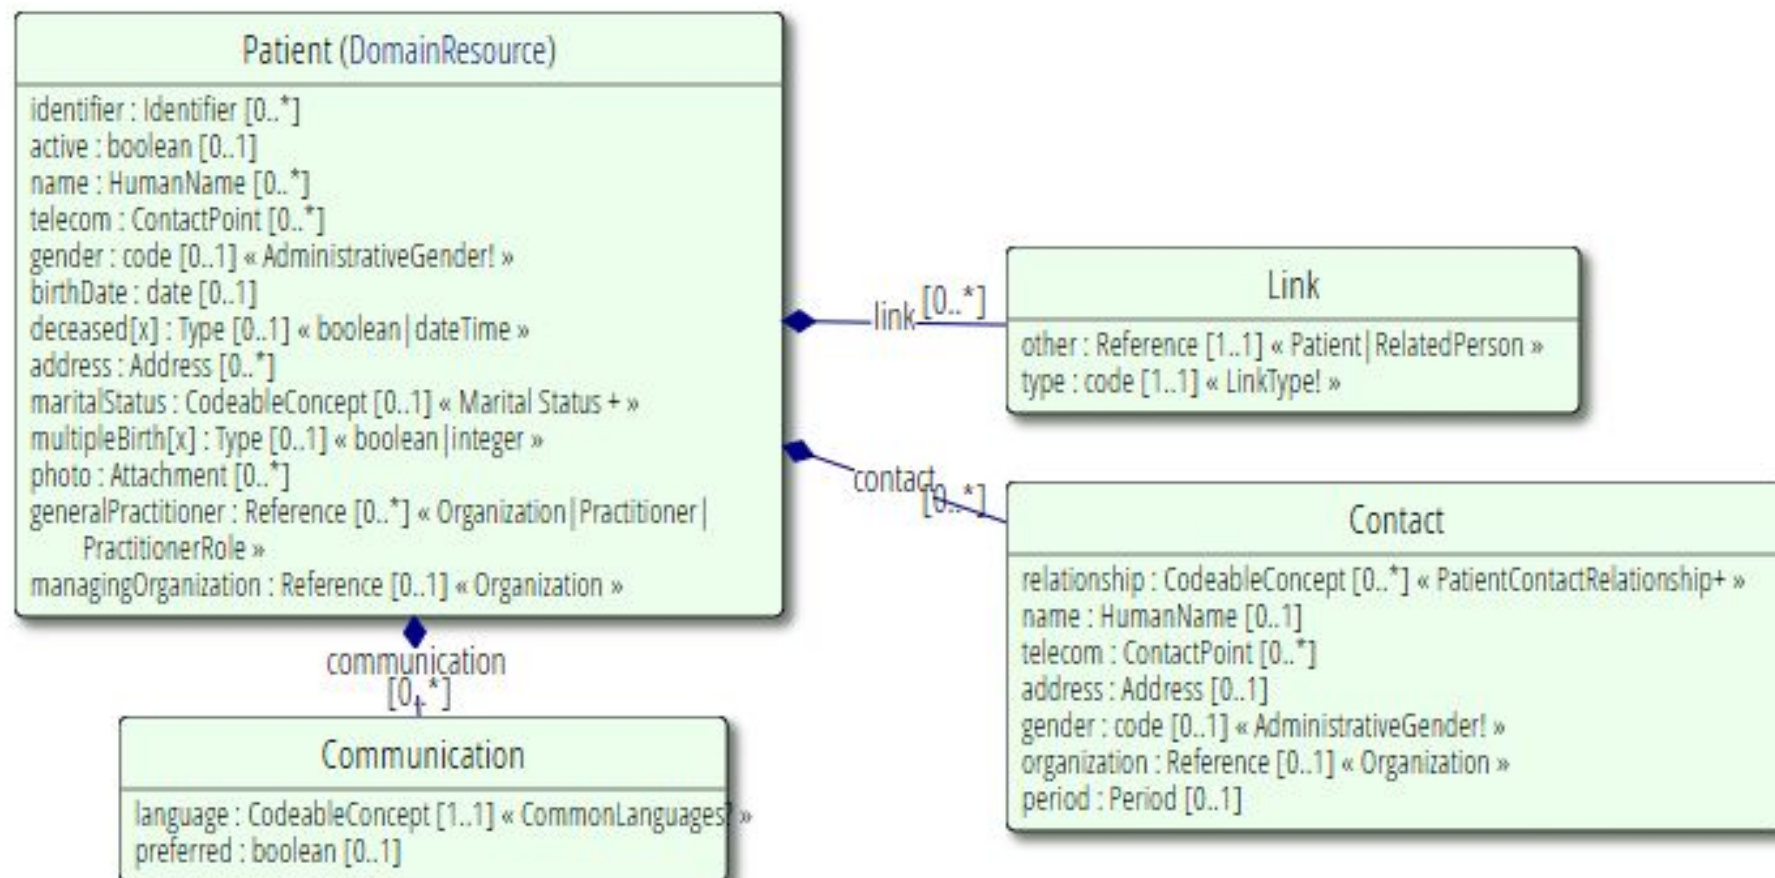 Patient (DomainResource)
identifier : Identifier [0..*]
active : boolean [0..1]
name : HumanName [0..*]
telecom : ContactPoint [0..*]
gender : code [0..1] « AdministrativeGender! »
birthDate : date [0..1]
deceased[x] : Type [0..1] « boolean|dateTime »
address : Address [0..*]
maritalStatus : CodeableConcept [0..1] « Marital Status + »
multipleBirth[x] : Type [0..1] « boolean|integer »
photo : Attachment [0..*]
generalPractitioner : Reference [0..*] « Organization|Practitioner|
PractitionerRole »
managingOrganization : Reference [0..1] « Organization »
link [0..*]
Link
other : Reference [1..1] « Patient|RelatedPerson »
type : code [1..1] « LinkType! »
contact
[0..*]
Contact
relationship : CodeableConcept [0..*] « PatientContactRelationship+ »
name : HumanName [0..1]
telecom : ContactPoint [0..*]
address : Address [0..1]
gender : code [0..1] « AdministrativeGender! »
organization : Reference [0..1] « Organization »
period : Period [0..1]
communication
[0..*]
Communication
language : CodeableConcept [1..1] « CommonLanguages? »
preferred : boolean [0..1]